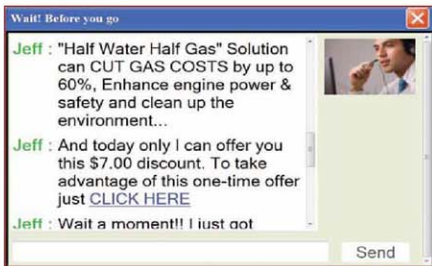 Wait! Before you go
Jeff : "Half Water Half Gas" Solution
can CUT GAS COSTS by up to
60%, Enhance engine power &
safety and clean up the
environment...
Jeff : And today only I can offer you
this $7.00 discount. To take
advantage of this one-time offer
just CLICK HERE
Jeff : Wait a moment!! I just got
Send